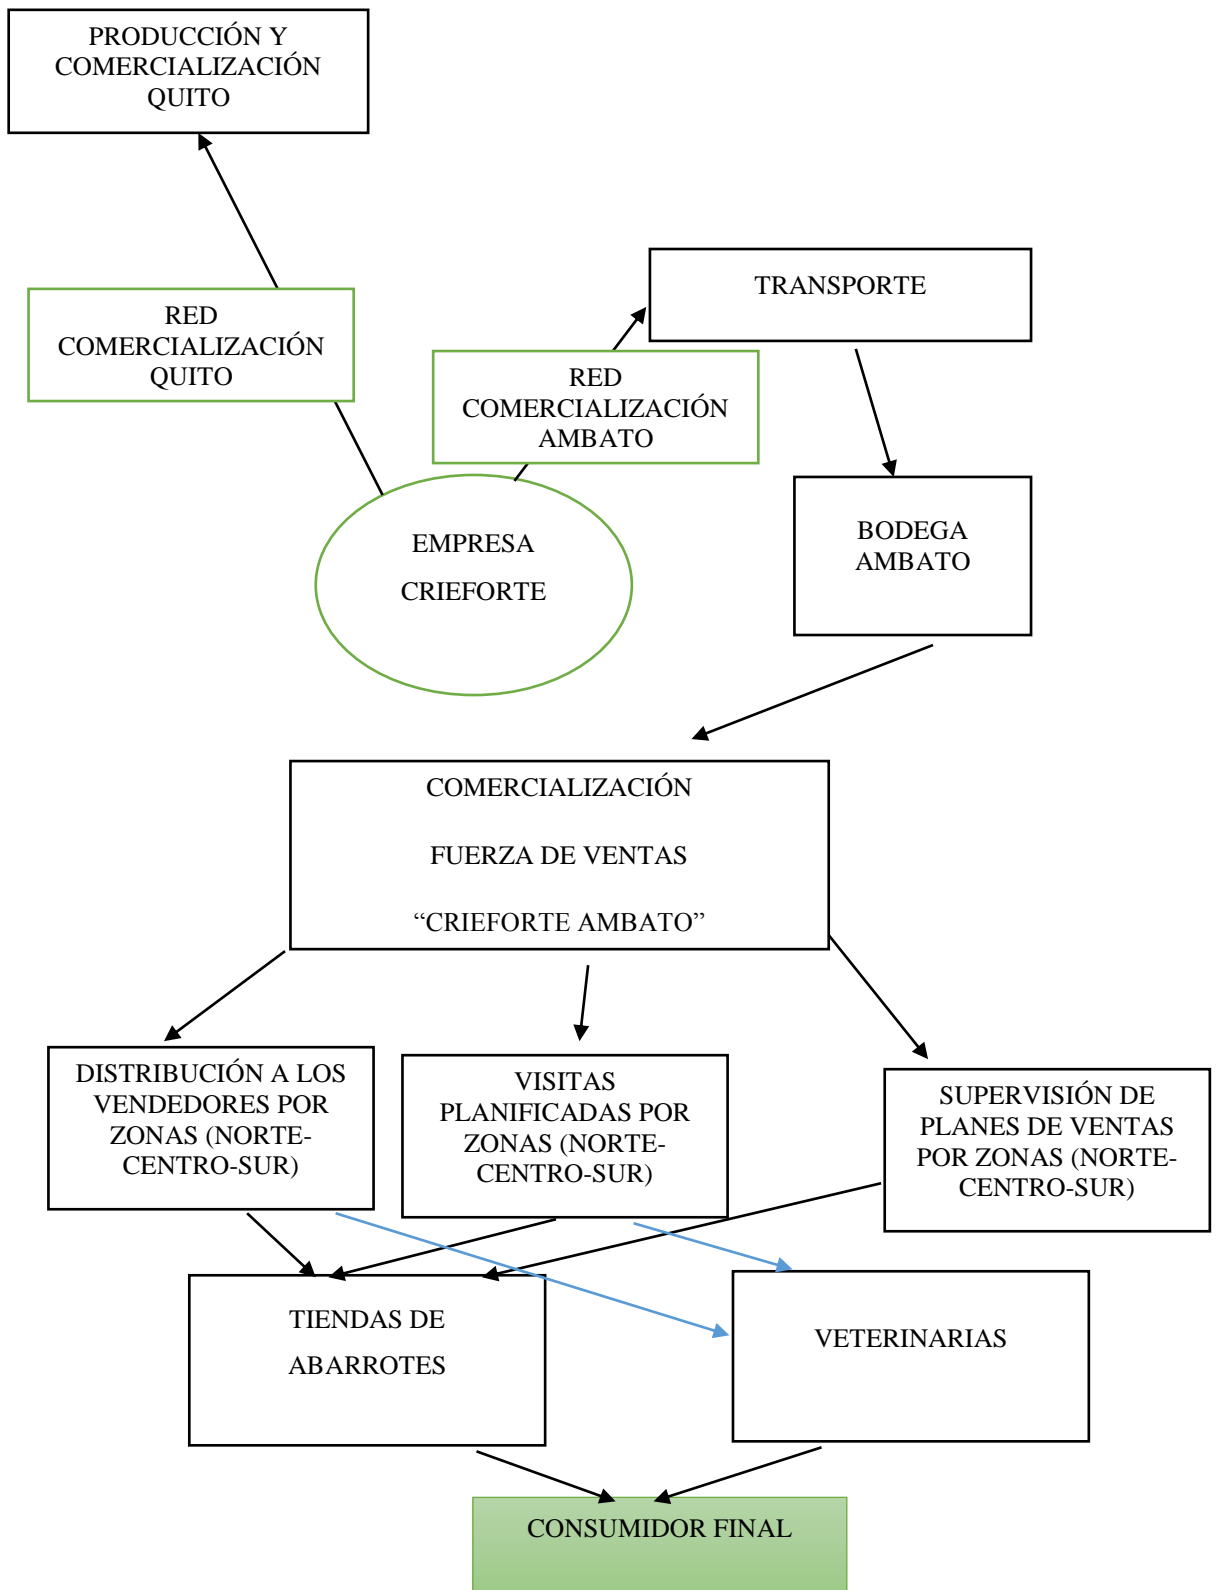 PRODUCCIÓN Y
COMERCIALIZACIÓN
QUITO
TRANSPORTE
RED
COMERCIALIZACIÓN
QUITO
RED
COMERCIALIZACIÓN
AMBATO
EMPRESA
CRIEFORTE
BODEGA
AMBATO
COMERCIALIZACIÓN
FUERZA DE VENTAS
“CRIEFORTE AMBATO”
DISTRIBUCIÓN A LOS
VENDEDORES POR
ZONAS (NORTE-
CENTRO-SUR)
VISITAS
PLANIFICADAS POR
ZONAS (NORTE-
CENTRO-SUR)
SUPERVISIÓN DE
PLANES DE VENTAS
POR ZONAS (NORTE-
CENTRO-SUR)
TIENDAS DE
ABARROTES
VETERINARIAS
CONSUMIDOR FINAL